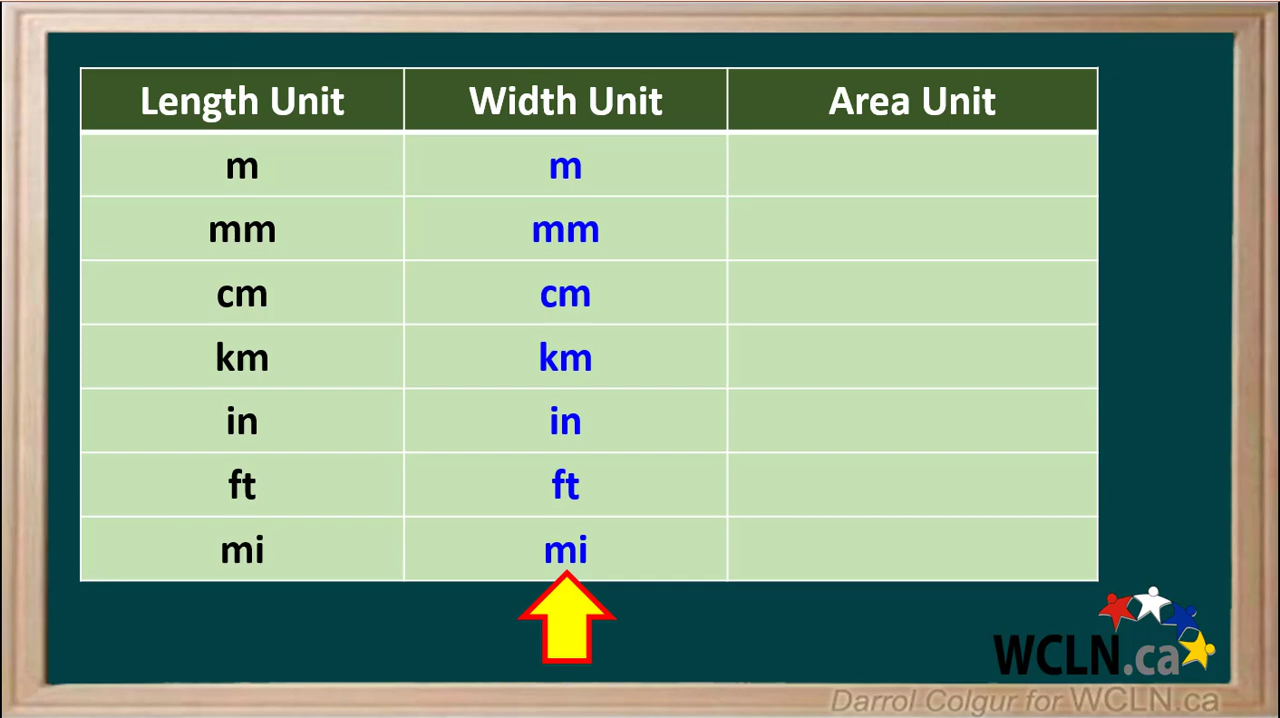 Length Unit Width Unit Area Unit
m m
mm mm
cm cm
km km
in in
ft ft
mi mi
WCLN.ca
Darrol Colgur for WCLN.ca